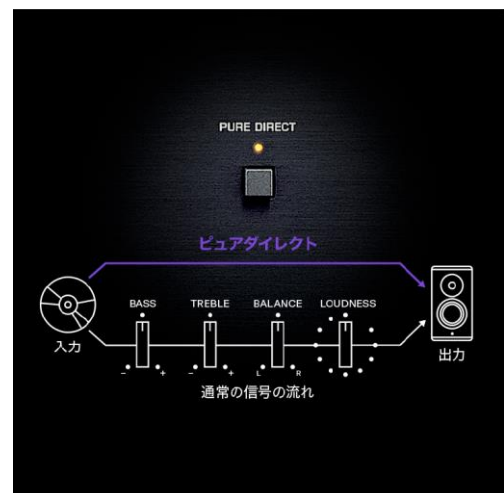 PURE DIRECT
ピュアダイレクト
BASS TREBLE BALANCE LOUDNESS
入力
出力
- + - + L R
通常の信号の流れ